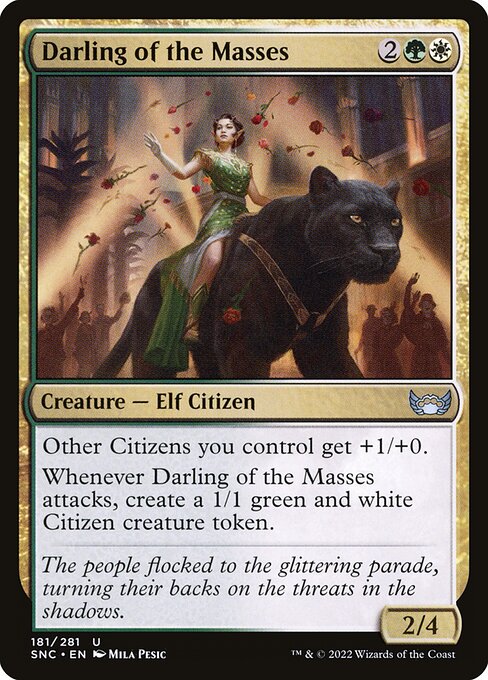 Darling of the Masses 2
Creature — Elf Citizen
Other Citizens you control get +1/+0.
Whenever Darling of the Masses
attacks, create a 1/1 green and white
Citizen creature token.
The people flocked to the glittering parade,
turning their backs on the threats in the
shadows.
2/4
181/281 U
SNC • EN Mila Pesic
™ & © 2022 Wizards of the Coast